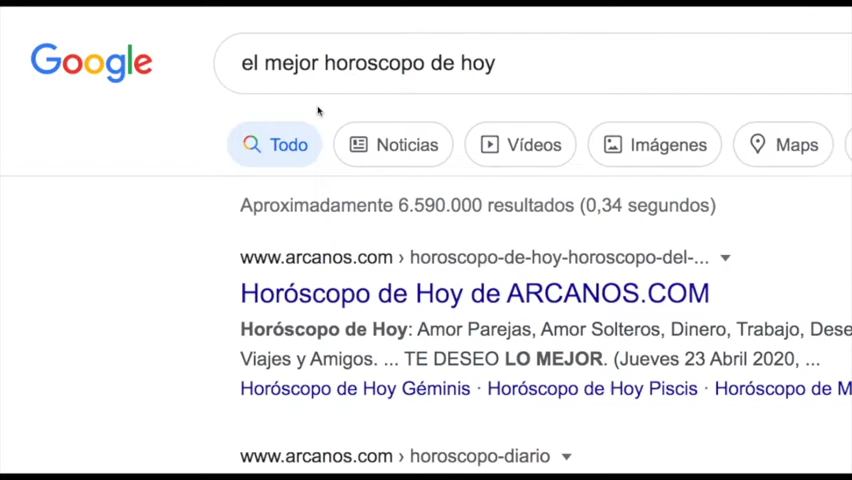 Google
el mejor horoscopo de hoy
Todo Noticias Vídeos Imágenes Maps
Aproximadamente 6.590.000 resultados (0,34 segundos)
www.arcanos.com › horoscopo-de-hoy-horoscopo-del-...
Horóscopo de Hoy de ARCANOS.COM
Horóscopo de Hoy: Amor Parejas, Amor Solteros, Dinero, Trabajo, Dese
Viajes y Amigos. ... TE DESEO LO MEJOR. (Jueves 23 Abril 2020, ...
Horóscopo de Hoy Géminis · Horóscopo de Hoy Piscis · Horóscopo de M
www.arcanos.com › horoscopo-diario